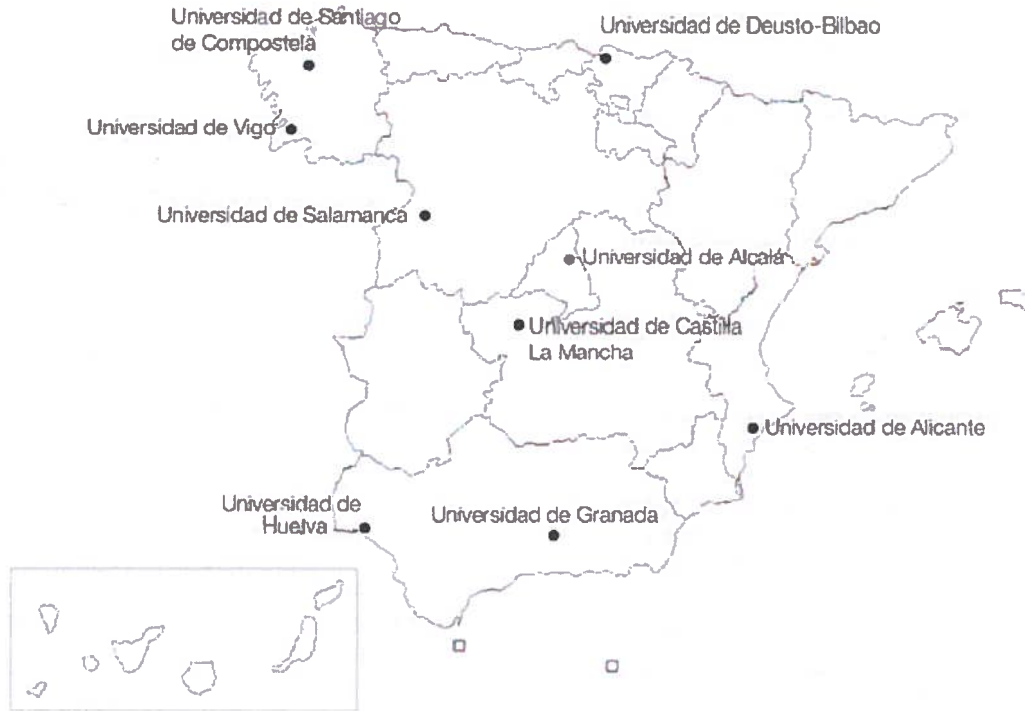 Universidad de Santiago
de Compostela
Universidad de Deusto-Bilbao
Universidad de Vigo
Universidad de Salamanca
Universidad de Alcalá
Universidad de Castilla
La Mancha
Universidad de Alicante
Universidad de
Huelva
Universidad de Granada